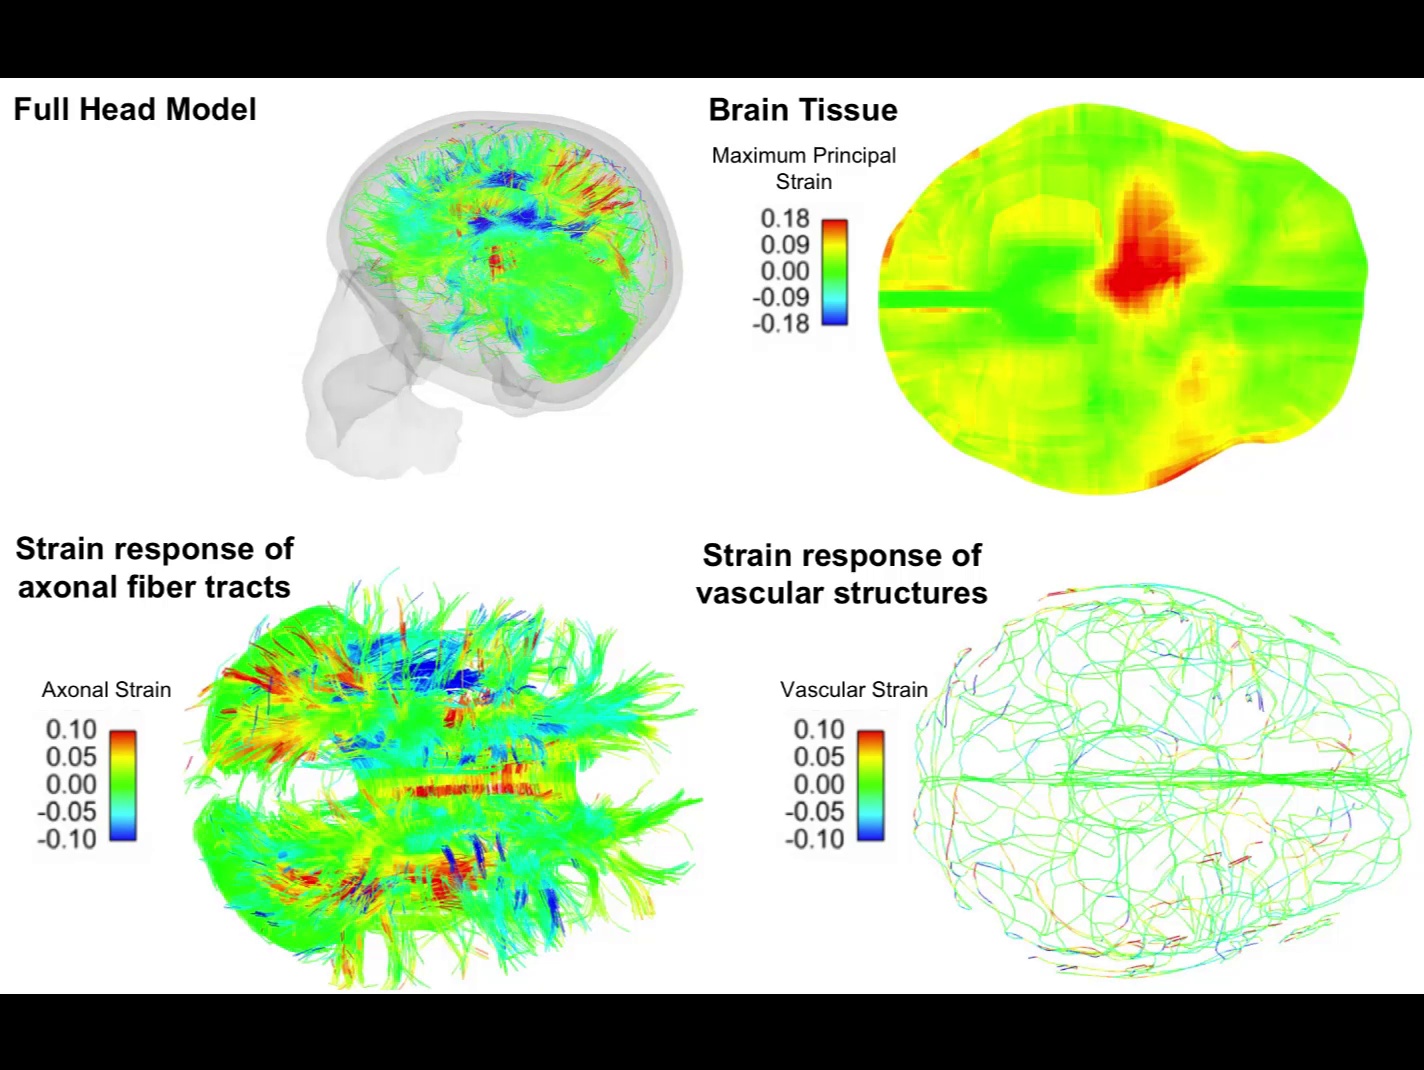 Full Head Model
Brain Tissue
Maximum Principal
Strain
0.18
0.09
0.00
-0.09
-0.18
Strain response of
axonal fiber tracts
Axonal Strain
0.10
0.05
0.00
-0.05
-0.10
Strain response of
vascular structures
Vascular Strain
0.10
0.05
0.00
-0.05
-0.10